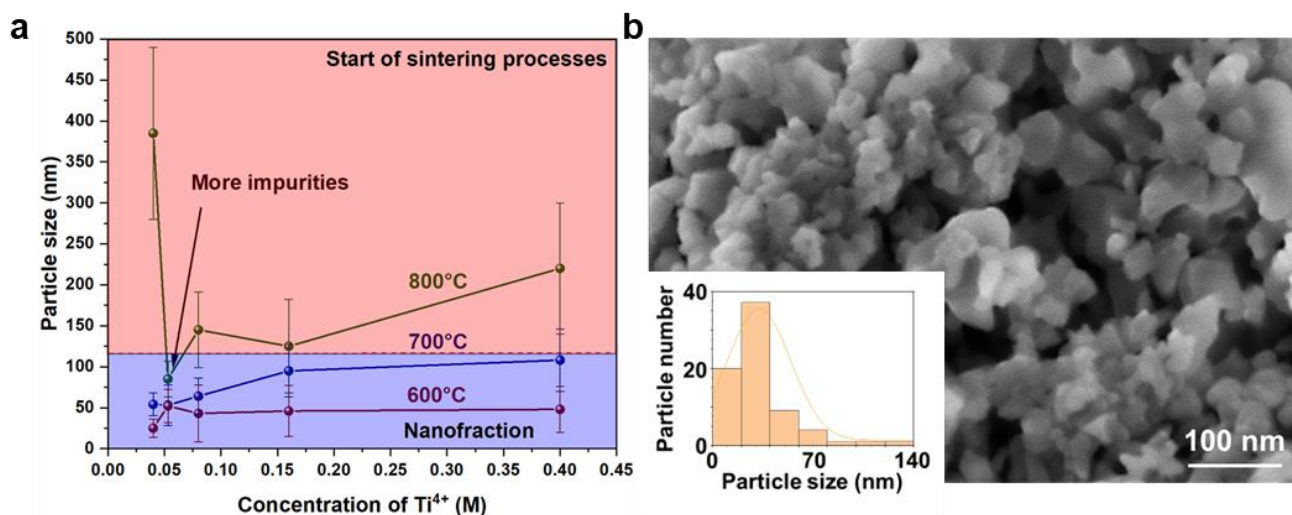 a
b
500
450
400
350
300
250
200
150
100
50
0
Particle size (nm)
Start of sintering processes
More impurities
800°C
700°C
600°C
Nanofraction
0.00 0.05 0.10 0.15 0.20 0.25 0.30 0.35 0.40 0.45
Concentration of Ti⁴⁺ (M)
40
20
0
Particle number
0 70 140
Particle size (nm)
100 nm